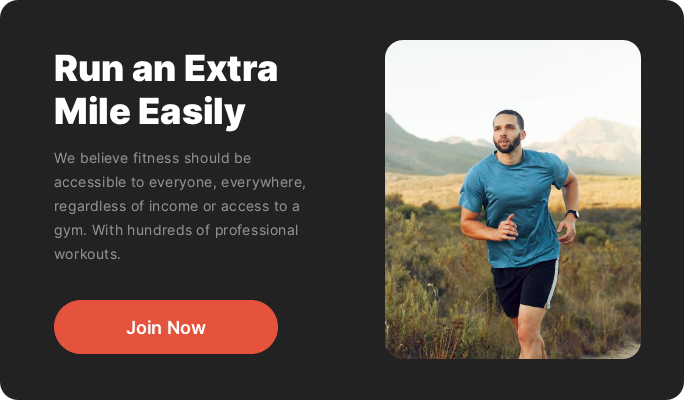 Run an Extra
Mile Easily
We believe fitness should be
accessible to everyone, everywhere,
regardless of income or access to a
gym. With hundreds of professional
workouts.
Join Now